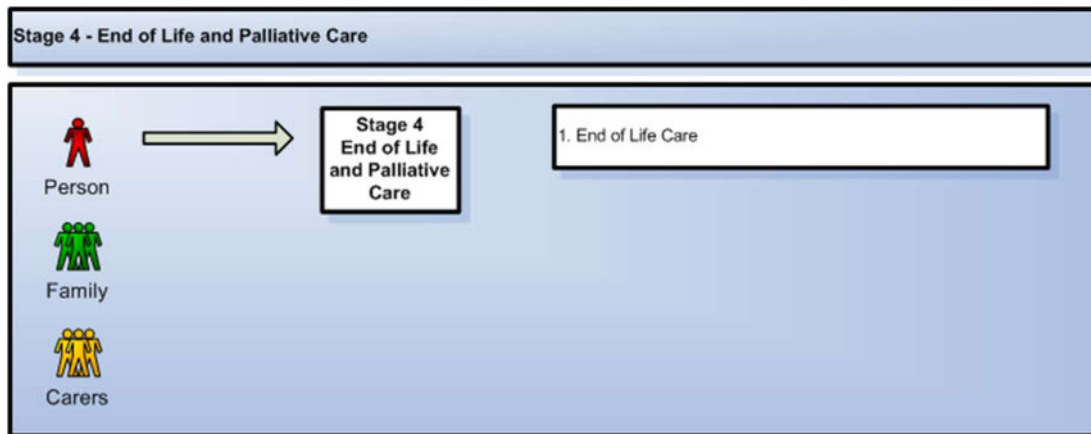 Stage 4 - End of Life and Palliative Care
Person
Stage 4
End of Life
and Palliative
Care
1. End of Life Care
Family
Carers